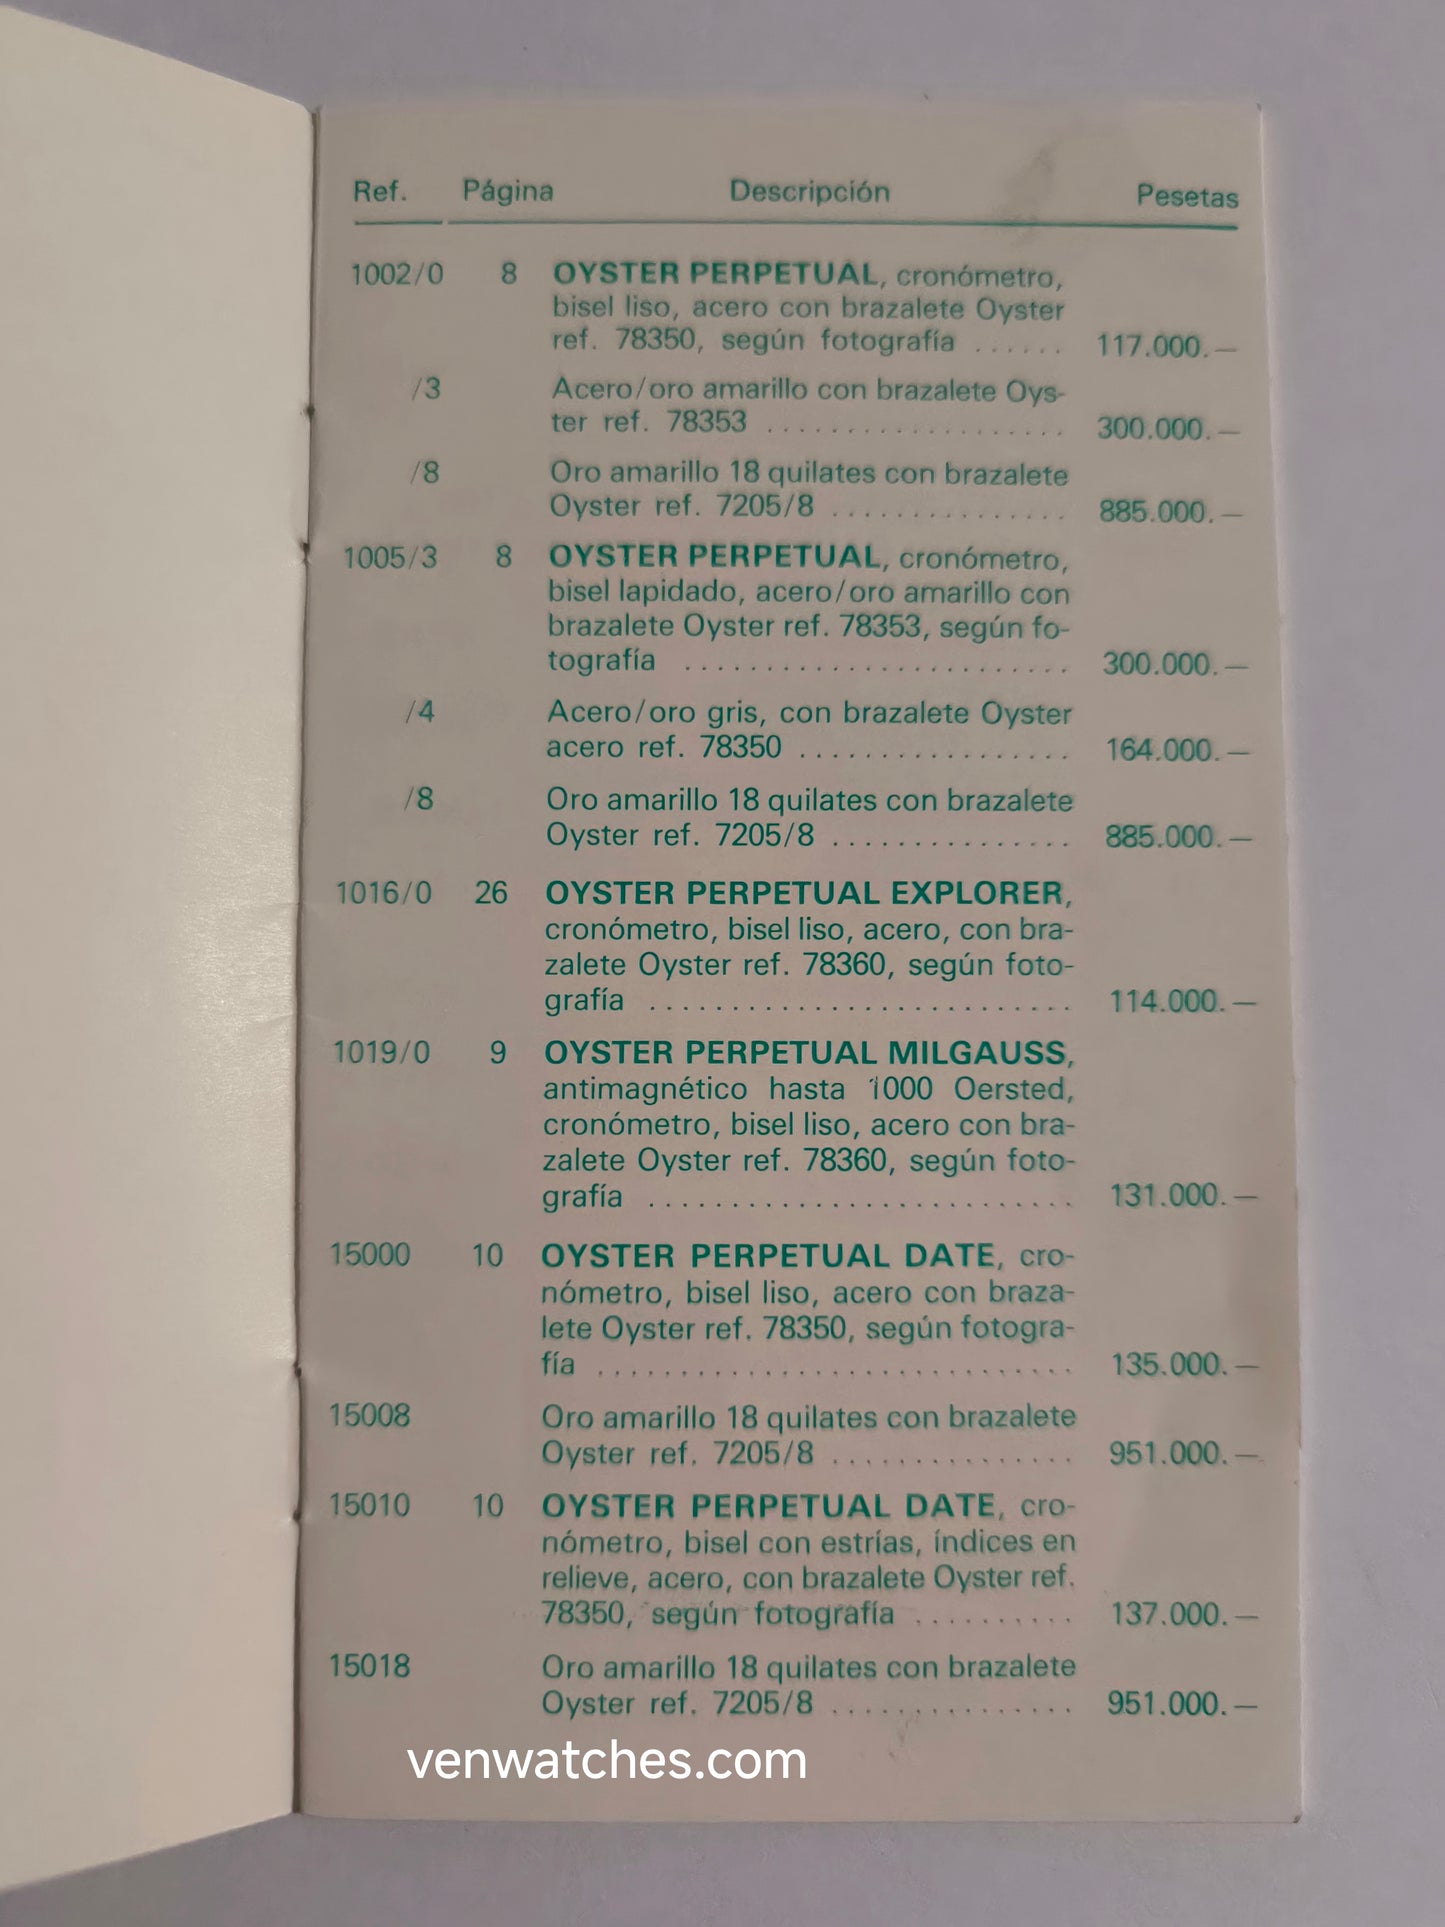 Ref. Página Descripción Pesetas
1002/0 8 OYSTER PERPETUAL, cronómetro,
bisel liso, acero con brazalete Oyster
ref. 78350, según fotografía ...... 117.000.—
/3 Acero/oro amarillo con brazalete Oys-
ter ref. 78353 ................... 300.000.—
/8 Oro amarillo 18 quilates con brazalete
Oyster ref. 7205/8 ............... 885.000.—
1005/3 8 OYSTER PERPETUAL, cronómetro,
bisel lapidado, acero/oro amarillo con
brazalete Oyster ref. 78353, según fo-
tografía ........................ 300.000.—
/4 Acero/oro gris, con brazalete Oyster
acero ref. 78350 ................. 164.000.—
/8 Oro amarillo 18 quilates con brazalete
Oyster ref. 7205/8 ............... 885.000.—
1016/0 26 OYSTER PERPETUAL EXPLORER,
cronómetro, bisel liso, acero, con bra-
zalete Oyster ref. 78360, según foto-
grafía .......................... 114.000.—
1019/0 9 OYSTER PERPETUAL MILGAUSS,
antimagnético hasta 1000 Oersted,
cronómetro, bisel liso, acero con bra-
zalete Oyster ref. 78360, según foto-
grafía .......................... 131.000.—
15000 10 OYSTER PERPETUAL DATE, cro-
nómetro, bisel liso, acero con braza-
lete Oyster ref. 78350, según fotogra-
fía ............................. 135.000.—
15008 Oro amarillo 18 quilates con brazalete
Oyster ref. 7205/8 ............... 951.000.—
15010 10 OYSTER PERPETUAL DATE, cro-
nómetro, bisel con estrías, índices en
relieve, acero, con brazalete Oyster ref.
78350, según fotografía .......... 137.000.—
15018 Oro amarillo 18 quilates con brazalete
Oyster ref. 7205/8 ............... 951.000.—
venwatches.com